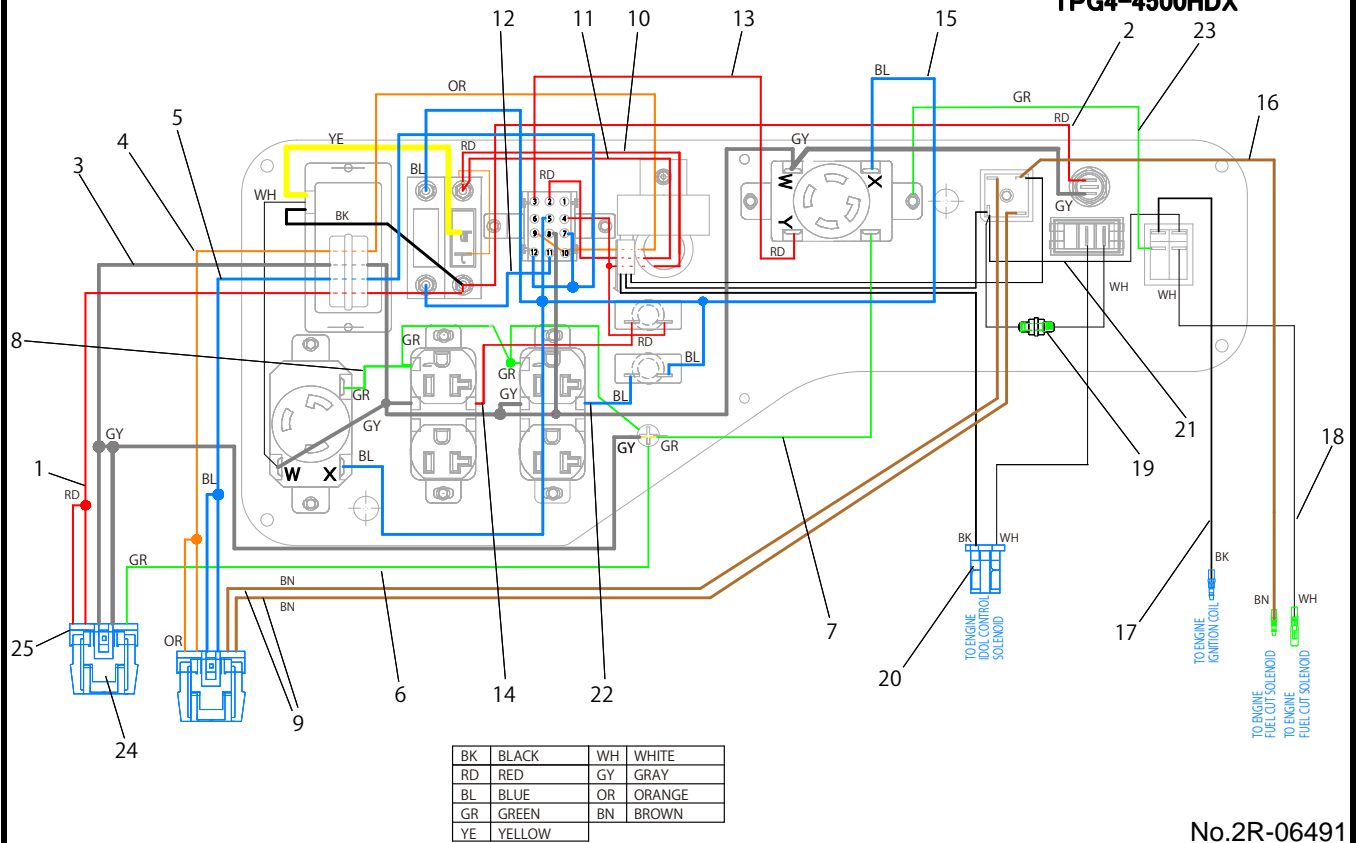 TPG4-4500HDX
12
11
10
13
15
2
23
BL
OR
GR
16
5
4
3
YE
RD
BL
RD
GY
RD
WH
BK
W
X
Y
GY
3
2
1
6
5
4
9
8
7
12
11
10
RD
WH
WH
8
GR
RD
BL
GR
GR
GY
GY
BL
W
X
BL
GY
GR
21
19
18
1
GY
RD
BL
GR
BN
BN
OR
BK
WH
BK
BN
WH
25
24
9
6
14
22
7
20
17
TO ENGINE
IDOL CONTROL
SOLENOID
TO ENGINE
IGNITION COIL
TO ENGINE
FUEL CUT SOLENOID
TO ENGINE
FUEL CUT SOLENOID
BK BLACK WH WHITE
RD RED GY GRAY
BL BLUE OR ORANGE
GR GREEN BN BROWN
YE YELLOW
No.2R-06491